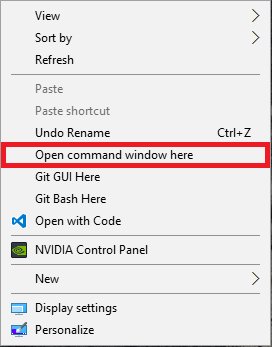 View
Sort by
Refresh
Paste
Paste shortcut
Undo Rename Ctrl+Z
Open command window here
Git GUI Here
Git Bash Here
Open with Code
NVIDIA Control Panel
New
Display settings
Personalize